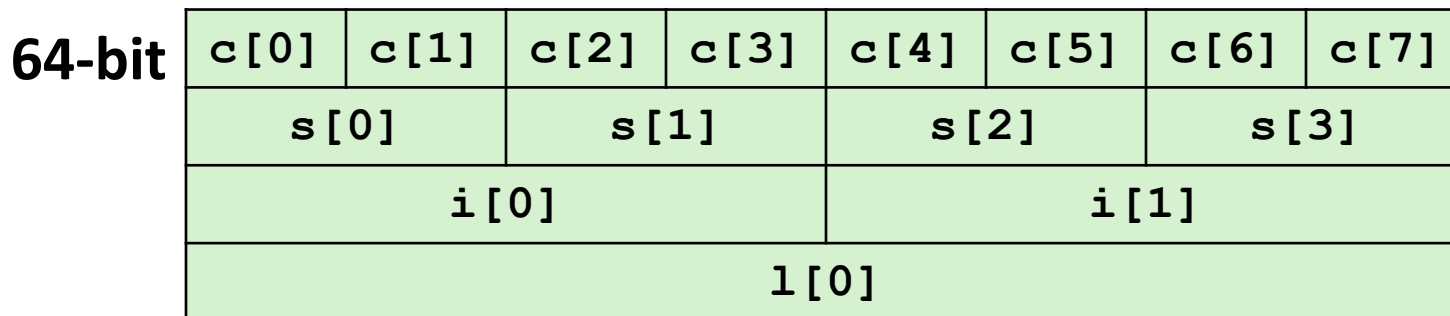 64-bit c[0] c[1] c[2] c[3] c[4] c[5] c[6] c[7]
s[0] s[1] s[2] s[3]
i[0] i[1]
l[0]